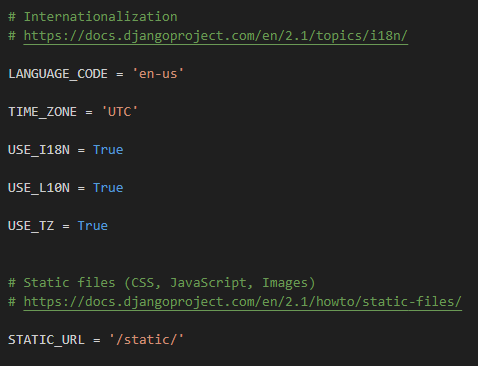 # Internationalization
# https://docs.djangoproject.com/en/2.1/topics/i18n/
LANGUAGE_CODE = 'en-us'
TIME_ZONE = 'UTC'
USE_I18N = True
USE_L10N = True
USE_TZ = True
# Static files (CSS, JavaScript, Images)
# https://docs.djangoproject.com/en/2.1/howto/static-files/
STATIC_URL = '/static/'